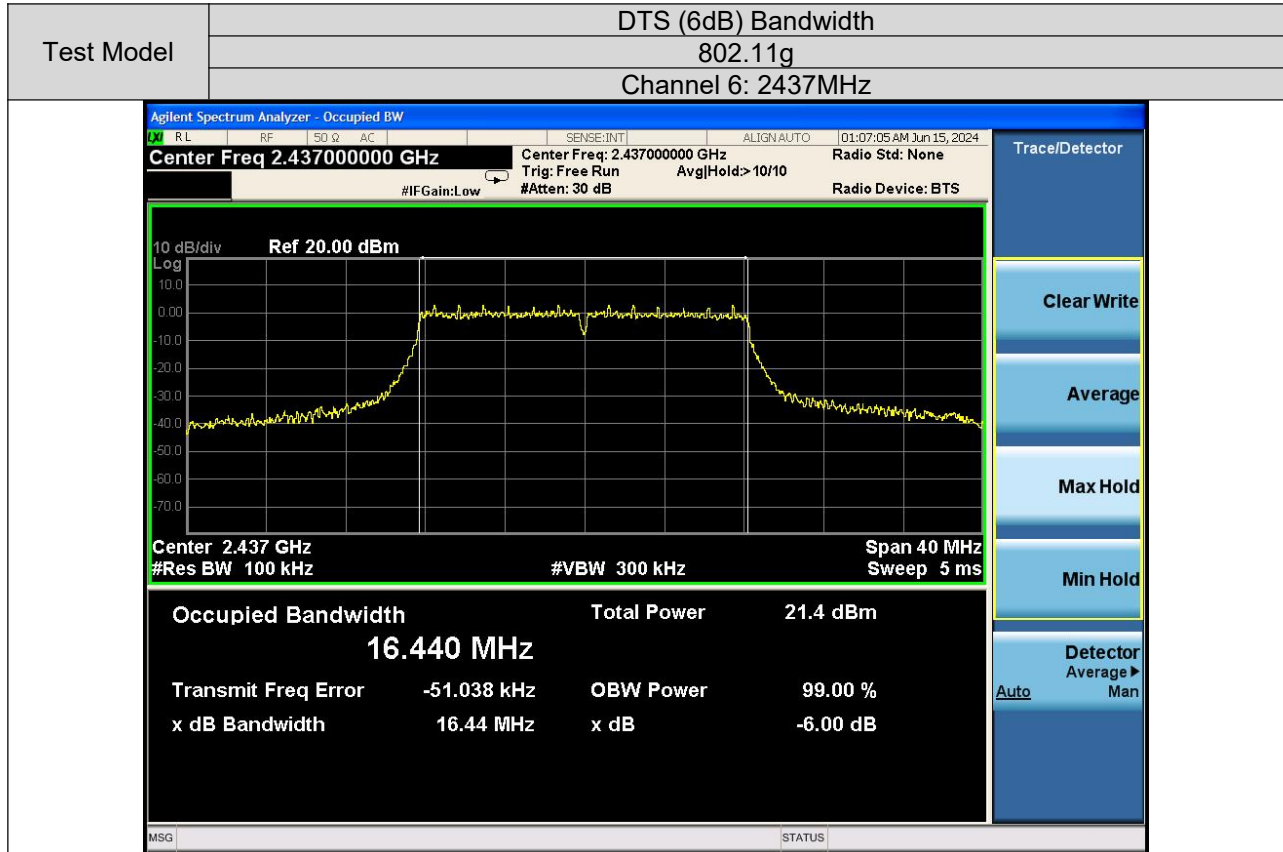 Test Model
DTS (6dB) Bandwidth
802.11g
Channel 6: 2437MHz
Agilent Spectrum Analyzer - Occupied BW
LXI RL RF 50 Ω AC SENSE:INT ALIGN AUTO 01:07:05 AM Jun 15, 2024
Center Freq 2.437000000 GHz Center Freq: 2.437000000 GHz Radio Std: None
Trig: Free Run Avg|Hold:> 10/10
#IFGain:Low #Atten: 30 dB Radio Device: BTS
Trace/Detector
10 dB/div Ref 20.00 dBm
Log
10.0
0.00
-10.0
-20.0
-30.0
-40.0
-50.0
-60.0
-70.0
Center 2.437 GHz Span 40 MHz
#Res BW 100 kHz #VBW 300 kHz Sweep 5 ms
Occupied Bandwidth Total Power 21.4 dBm
16.440 MHz
Transmit Freq Error -51.038 kHz OBW Power 99.00 %
x dB Bandwidth 16.44 MHz x dB -6.00 dB
Clear Write
Average
Max Hold
Min Hold
Detector
Average▶
Auto Man
MSG STATUS